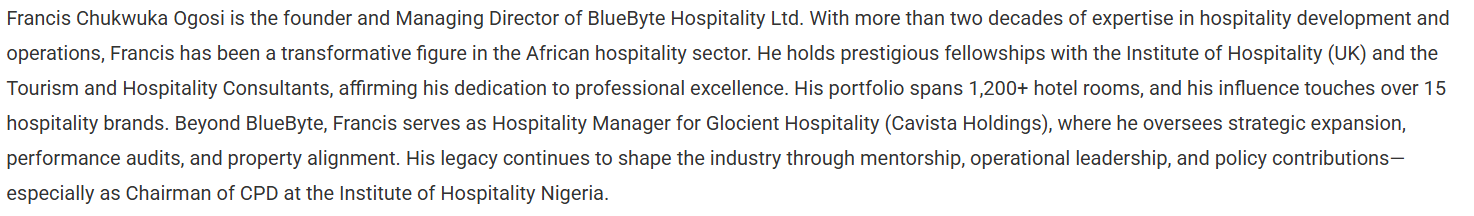 Francis Chukwuka Ogosi is the founder and Managing Director of BlueByte Hospitality Ltd. With more than two decades of expertise in hospitality development and
operations, Francis has been a transformative figure in the African hospitality sector. He holds prestigious fellowships with the Institute of Hospitality (UK) and the
Tourism and Hospitality Consultants, affirming his dedication to professional excellence. His portfolio spans 1,200+ hotel rooms, and his influence touches over 15
hospitality brands. Beyond BlueByte, Francis serves as Hospitality Manager for Glocient Hospitality (Cavista Holdings), where he oversees strategic expansion,
performance audits, and property alignment. His legacy continues to shape the industry through mentorship, operational leadership, and policy contributions—
especially as Chairman of CPD at the Institute of Hospitality Nigeria.